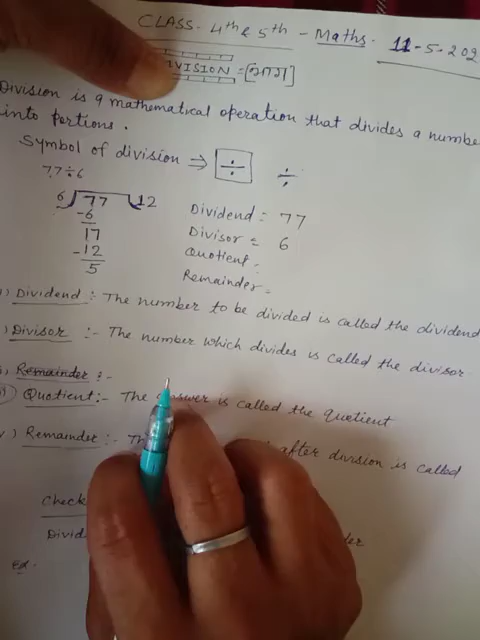 CLASS- 4th & 5th - Maths. 11-5-202
DIVISION = [भाग]
Division is a mathematical operation that divides a number
into portions.
Symbol of division ⇒ ÷ ÷
77÷6
6 77 12
-6
17
-12
5
Dividend = 77
Divisor = 6
Quotient =
Remainder =
) Dividend :- The number to be divided is called the dividend
) Divisor :- The number which divides is called the divisor
Remainder :-
) Quotient :- The answer is called the quotient
) Remainder :- after division is called
Check
Ex.